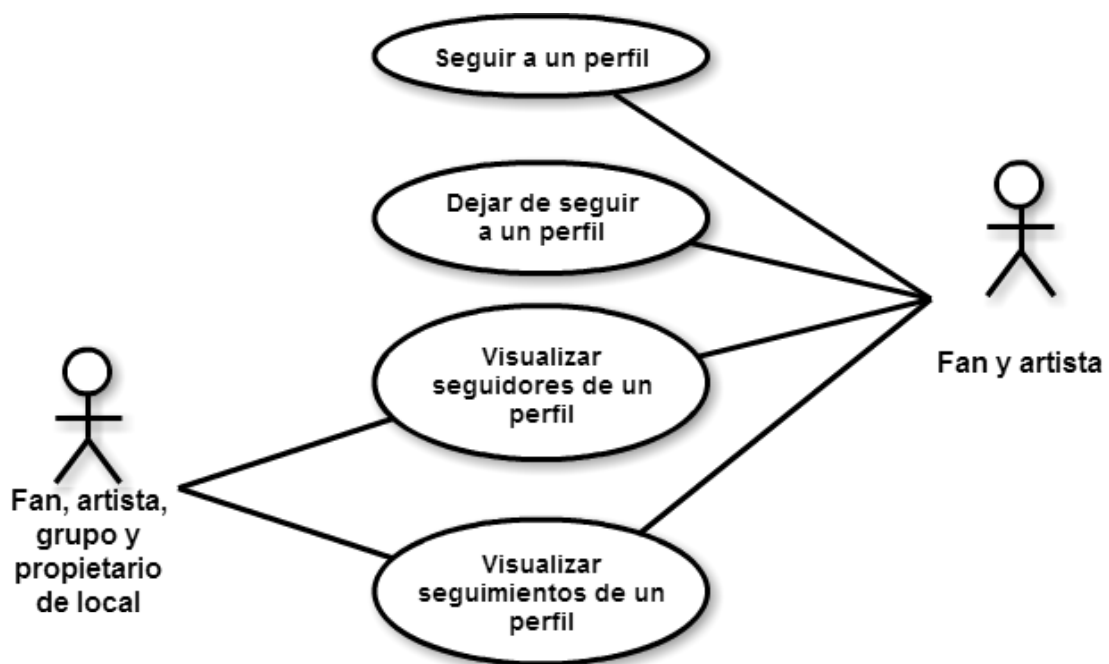 Seguir a un perfil
Dejar de seguir
a un perfil
Visualizar
seguidores de un
perfil
Visualizar
seguimientos de un
perfil
Fan y artista
Fan, artista,
grupo y
propietario
de local